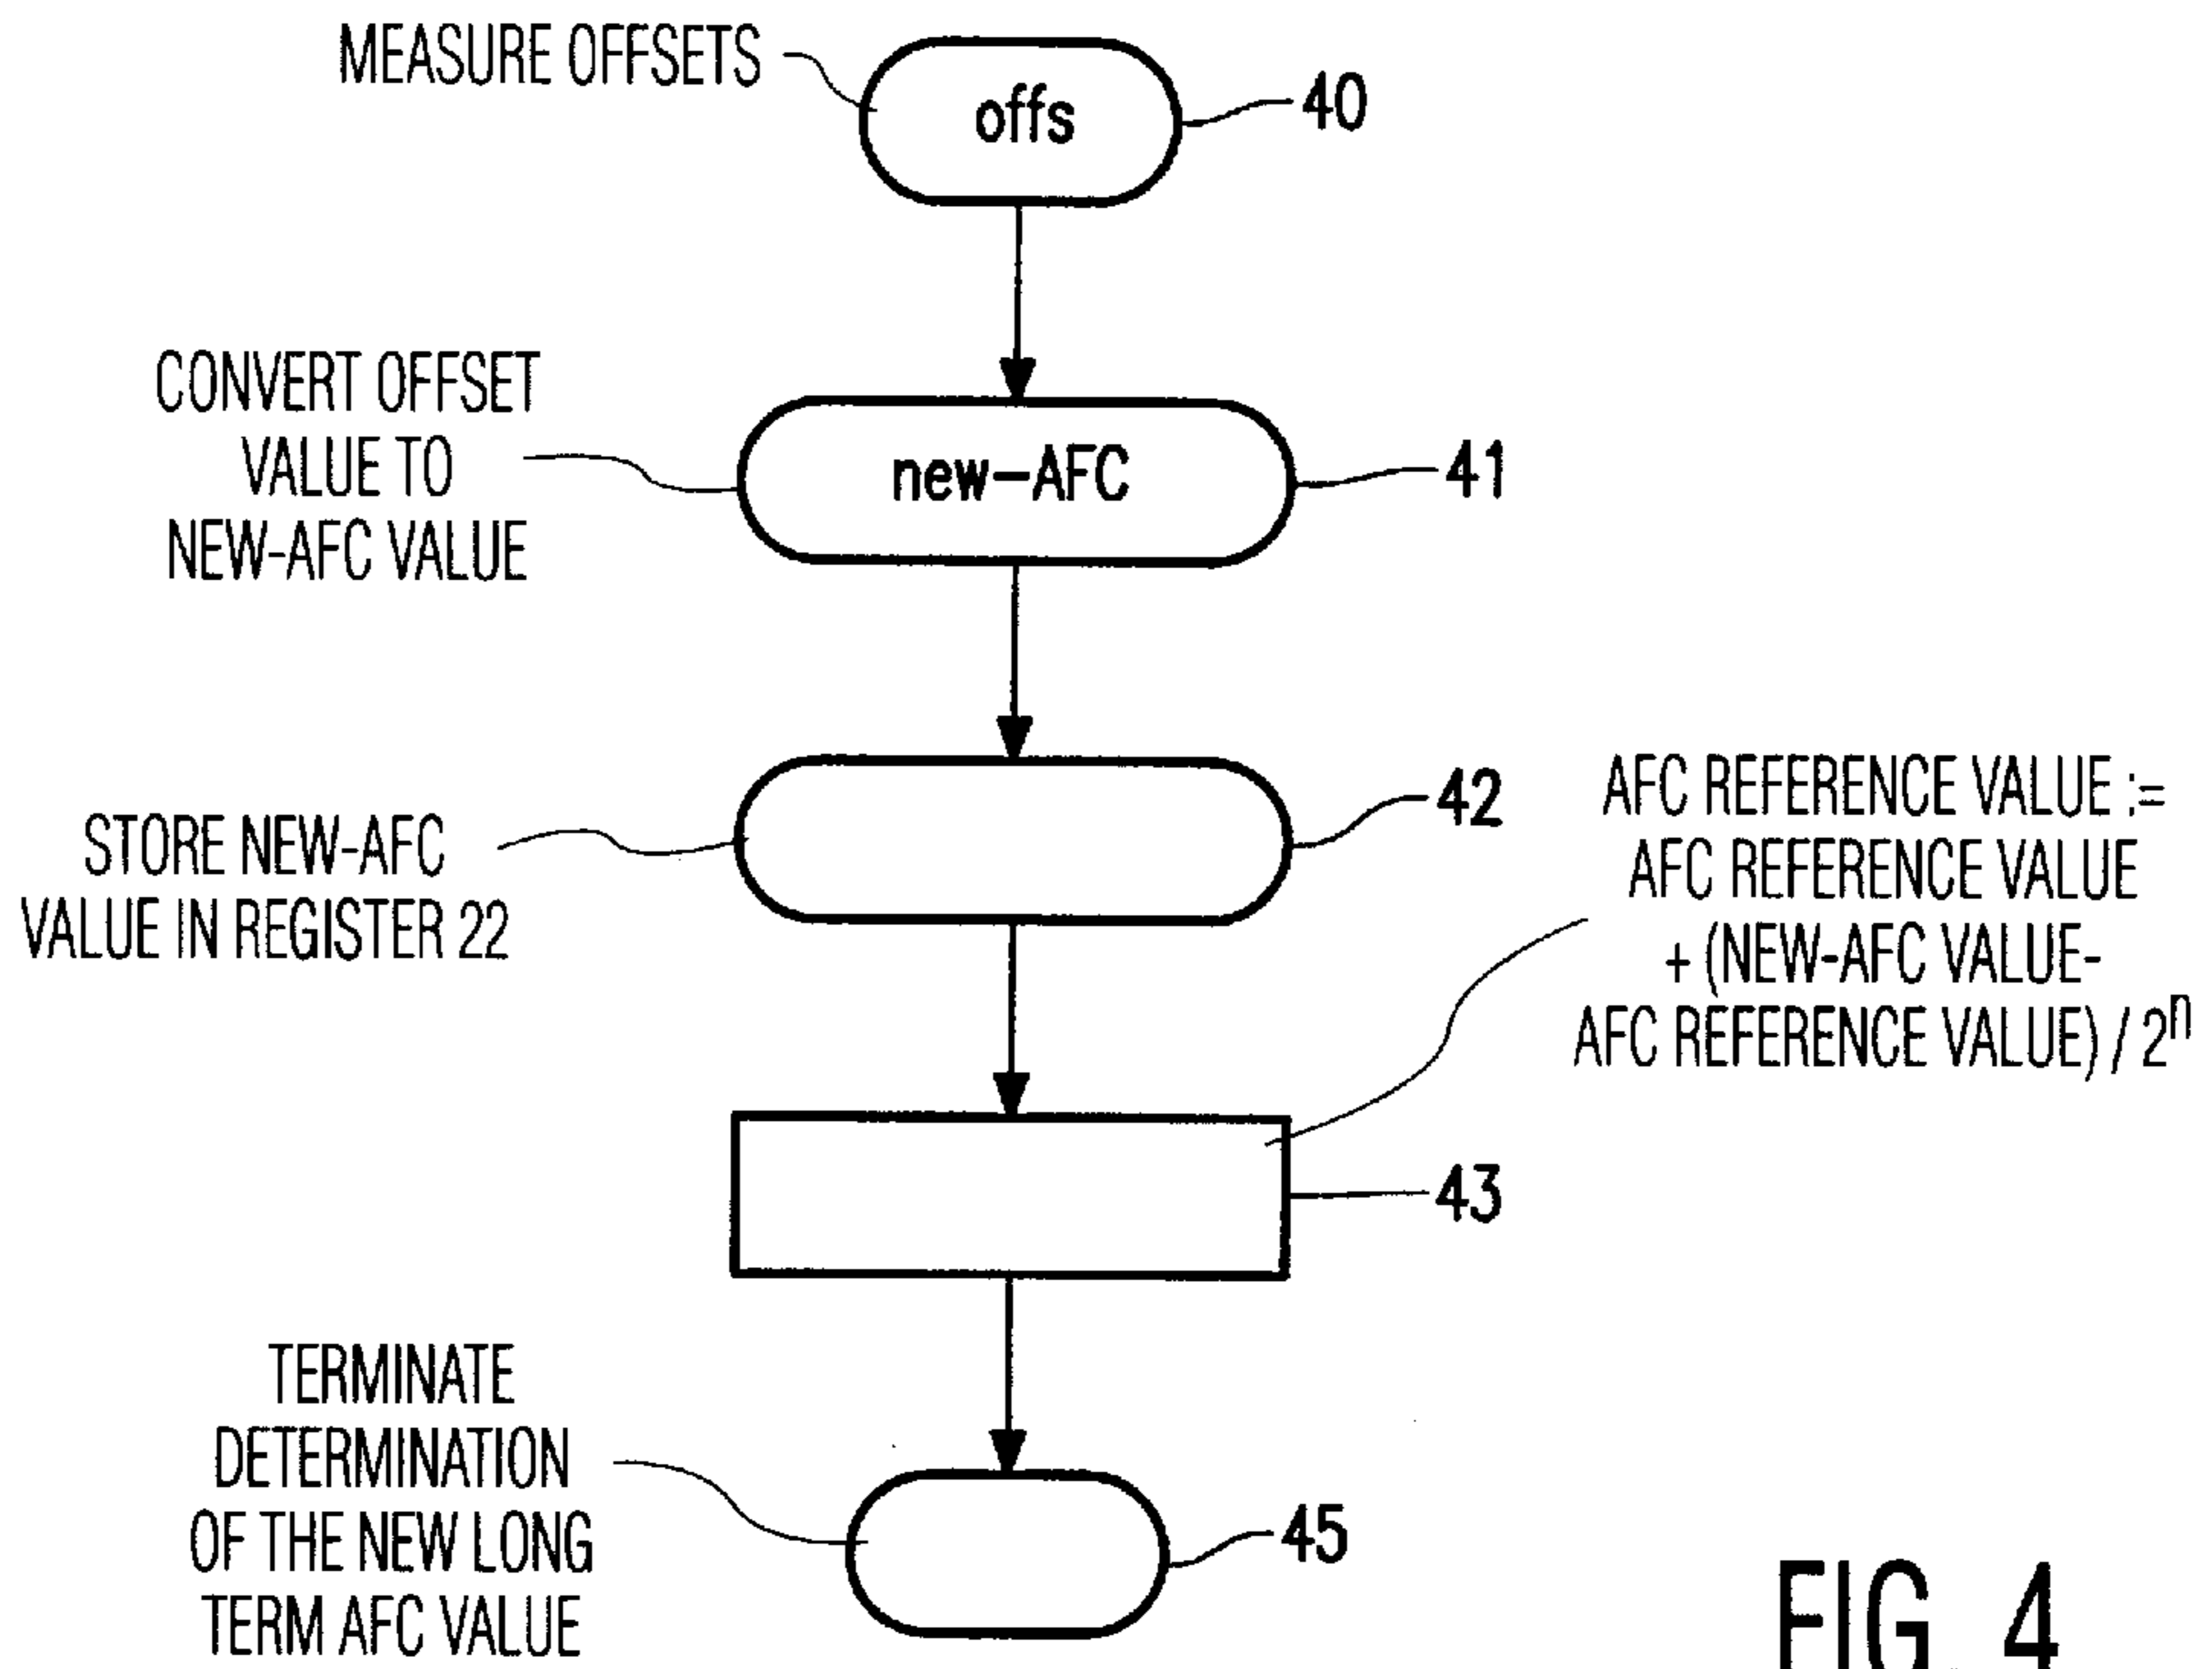 MEASURE OFFSETS
offs
40
CONVERT OFFSET
VALUE TO
NEW-AFC VALUE
new-AFC
41
STORE NEW-AFC
VALUE IN REGISTER 22
42
AFC REFERENCE VALUE :=
AFC REFERENCE VALUE
+ (NEW-AFC VALUE-
AFC REFERENCE VALUE) / 2ⁿ
43
TERMINATE
DETERMINATION
OF THE NEW LONG
TERM AFC VALUE
45
FIG. 4